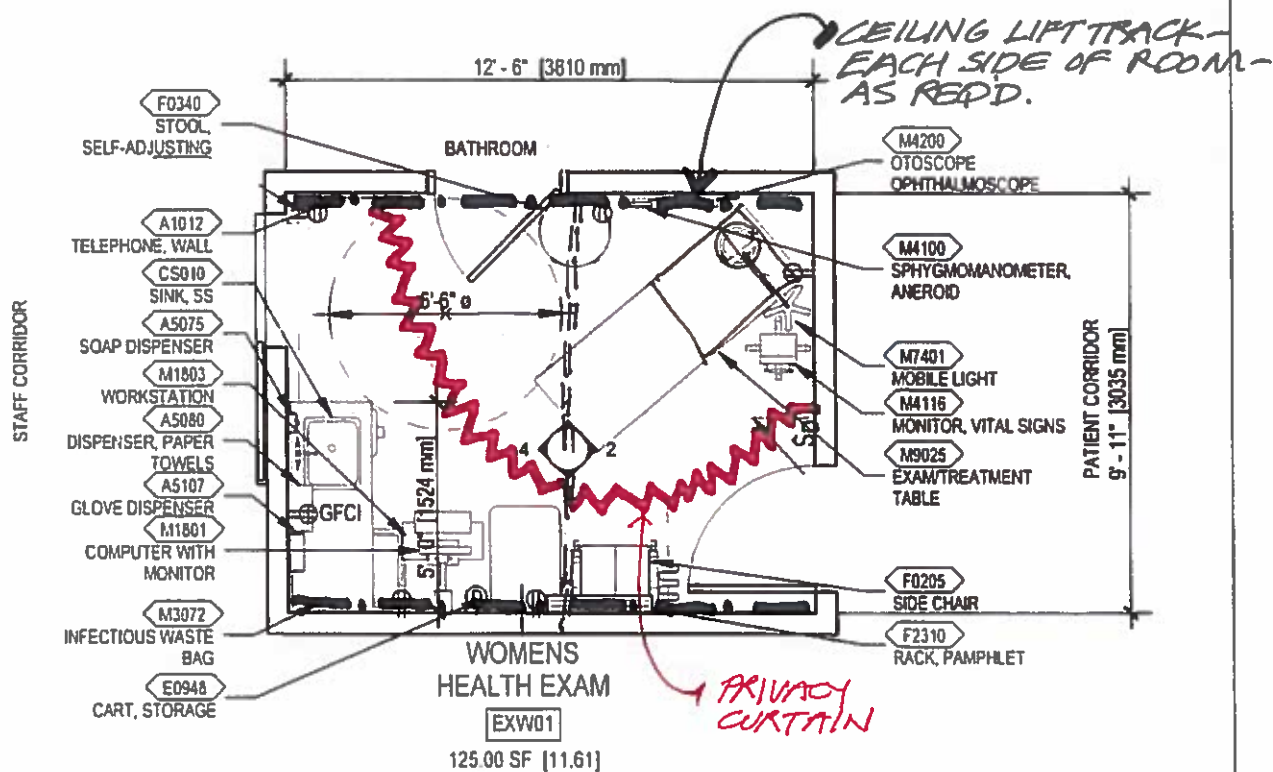 CEILING LIFT TRACK-
EACH SIDE OF ROOM-
AS REQ'D.
12' - 6" [3810 mm]
F0340
STOOL,
SELF-ADJUSTING
BATHROOM
M4200
OTOSCOPE
OPHTHALMOSCOPE
A1012
TELEPHONE, WALL
M4100
SPHYGMOMANOMETER,
ANEROID
CS010
SINK, SS
5'-6" ø
A5075
SOAP DISPENSER
M7401
MOBILE LIGHT
M1803
WORKSTATION
M4116
MONITOR, VITAL SIGNS
A5080
DISPENSER, PAPER
TOWELS
M9025
EXAM/TREATMENT
TABLE
4
2
A5107
GLOVE DISPENSER
GFCI
M1801
COMPUTER WITH
MONITOR
5' - 0" [1524 mm]
STAFF CORRIDOR
PATIENT CORRIDOR
9' - 11" [3035 mm]
M3072
INFECTIOUS WASTE
BAG
F0205
SIDE CHAIR
E0948
CART, STORAGE
F2310
RACK, PAMPHLET
WOMENS
HEALTH EXAM
EXW01
125.00 SF [11.61]
PRIVACY
CURTAIN